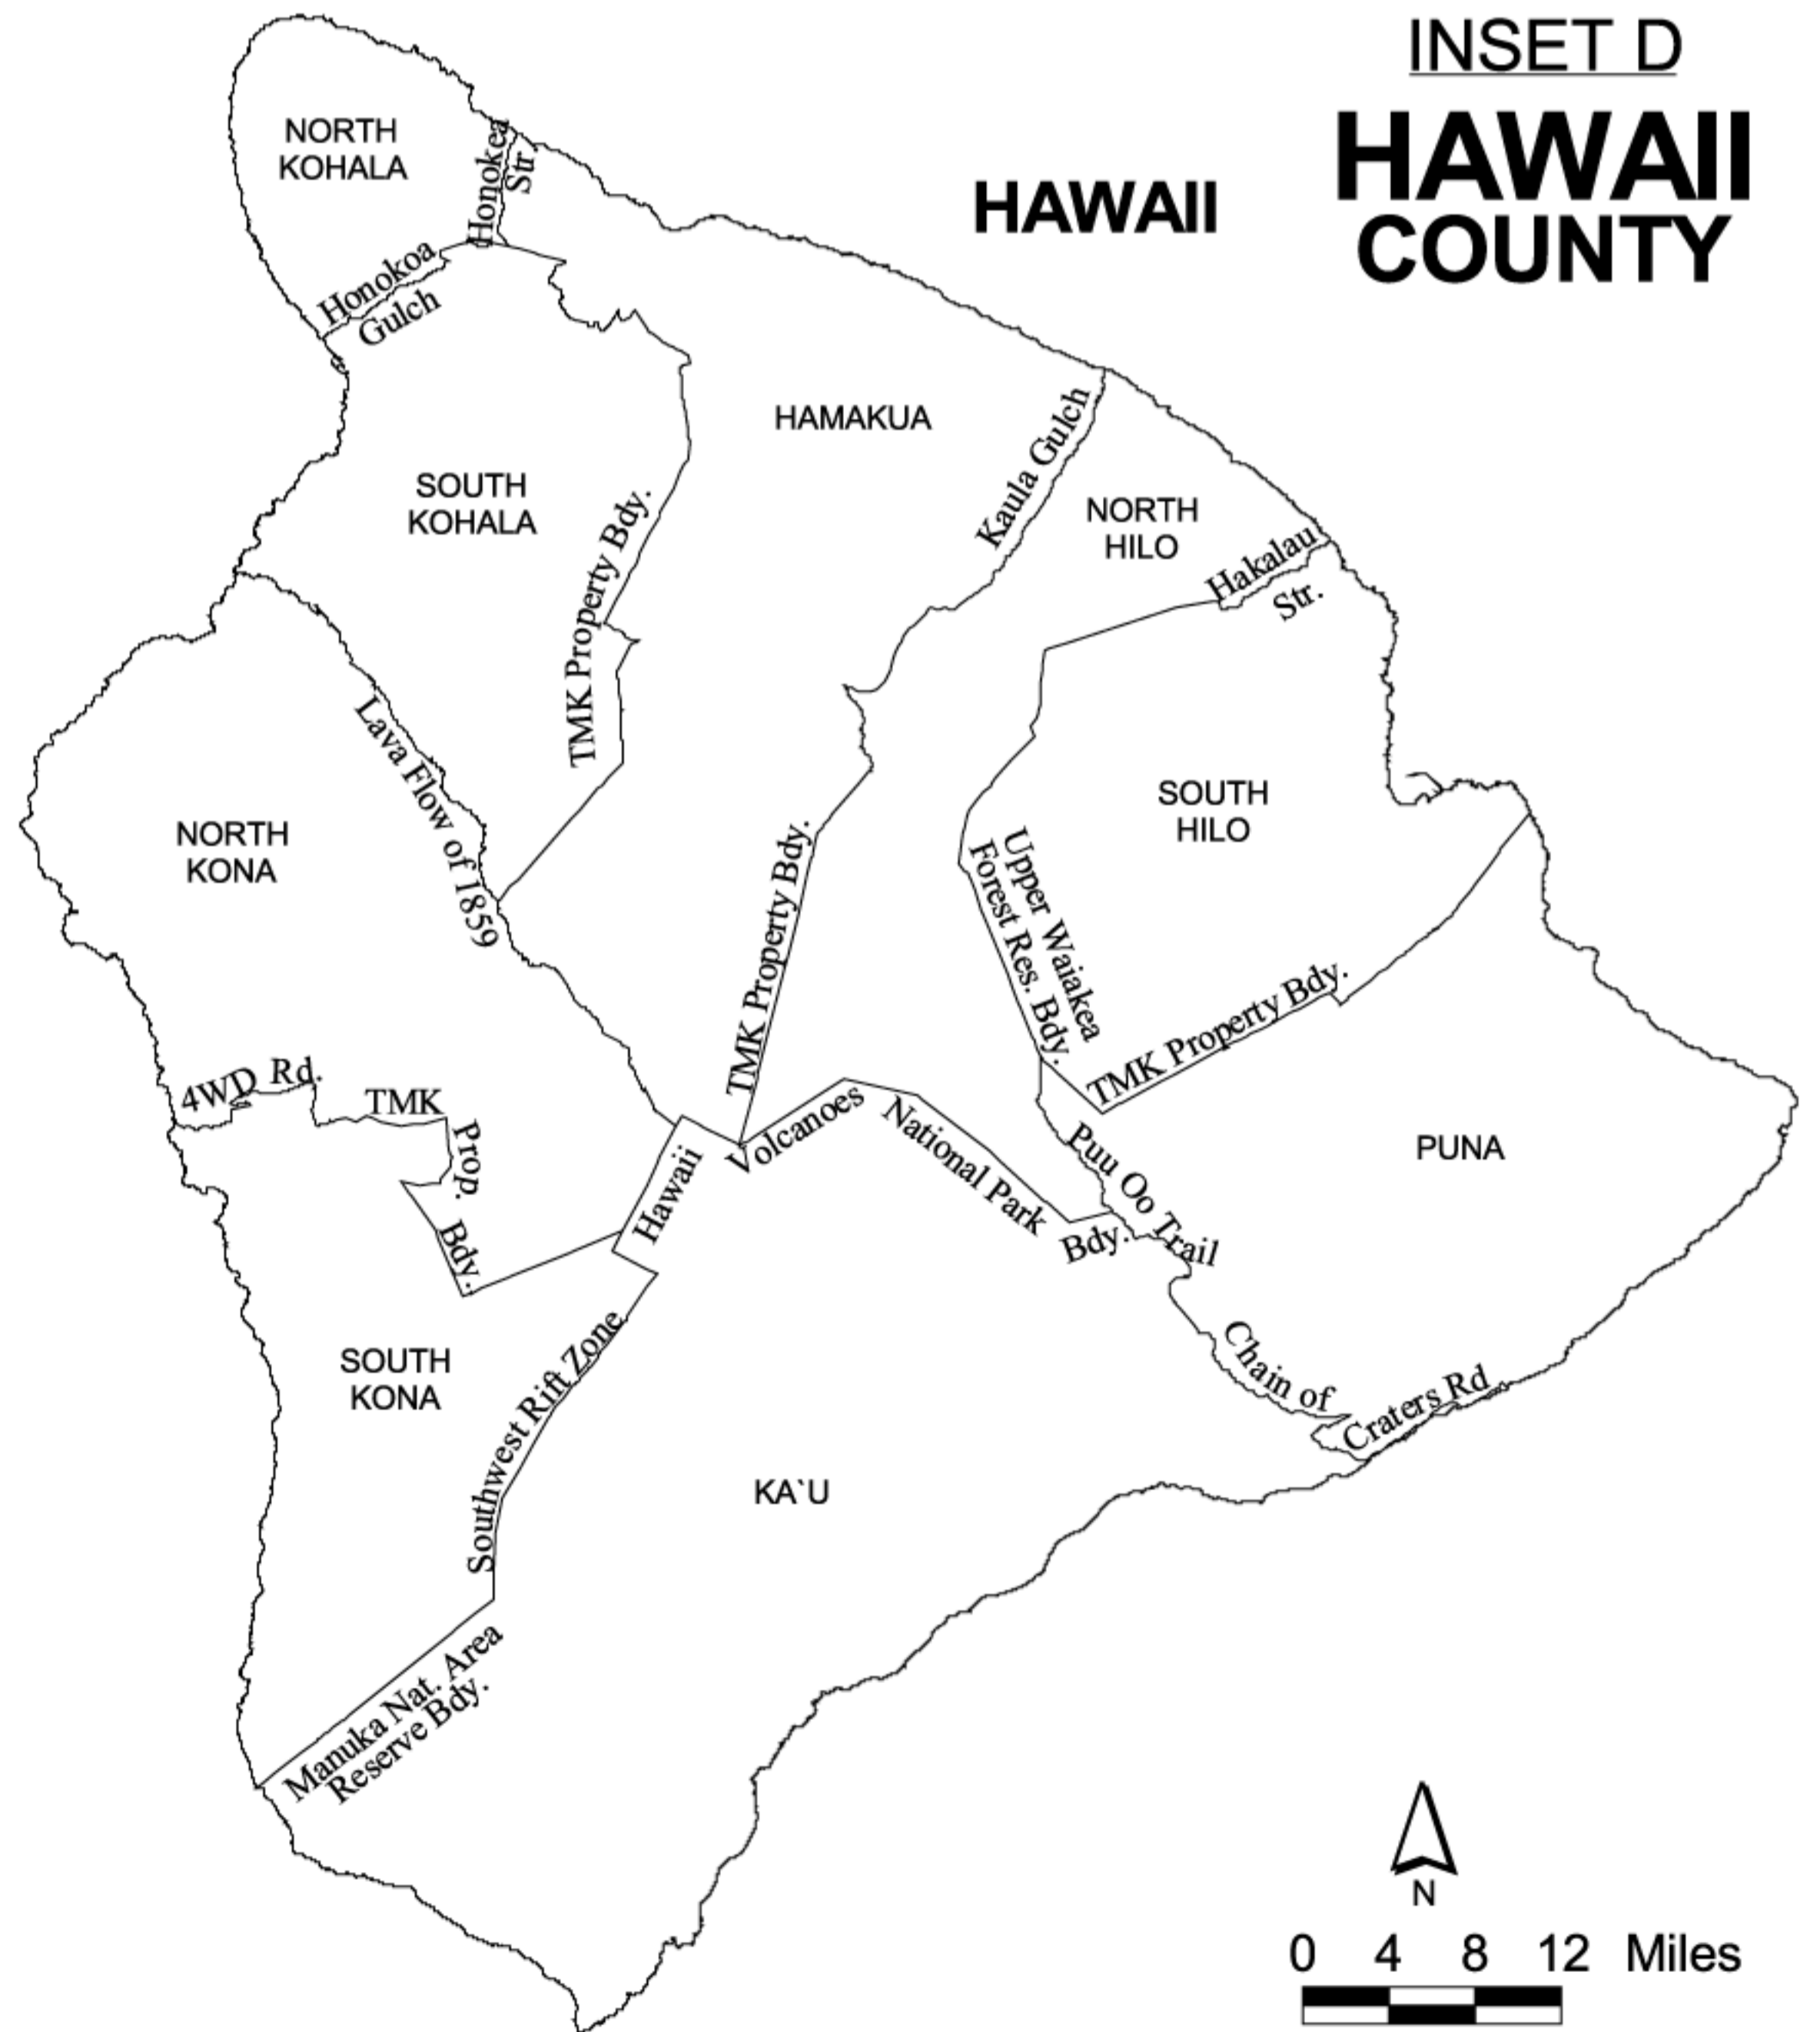 INSET D
HAWAII
COUNTY
HAWAII
NORTH
KOHALA
Honokea
Str.
Honokoa
Gulch
HAMAKUA
SOUTH
KOHALA
Kaula Gulch
NORTH
HILO
Hakalau
Str.
TMK Property Bdy.
Lava Flow of 1859
NORTH
KONA
SOUTH
HILO
TMK Property Bdy.
Upper Waiakea
Forest Res. Bdy.
TMK Property Bdy.
4WD Rd.
TMK
Prop.
Bdy.
Hawaii
Volcanoes
National Park
Bdy.
Puu Oo Trail
PUNA
Chain of
Craters Rd
SOUTH
KONA
Southwest Rift Zone
KA`U
Manuka Nat. Area
Reserve Bdy.
N
0 4 8 12 Miles